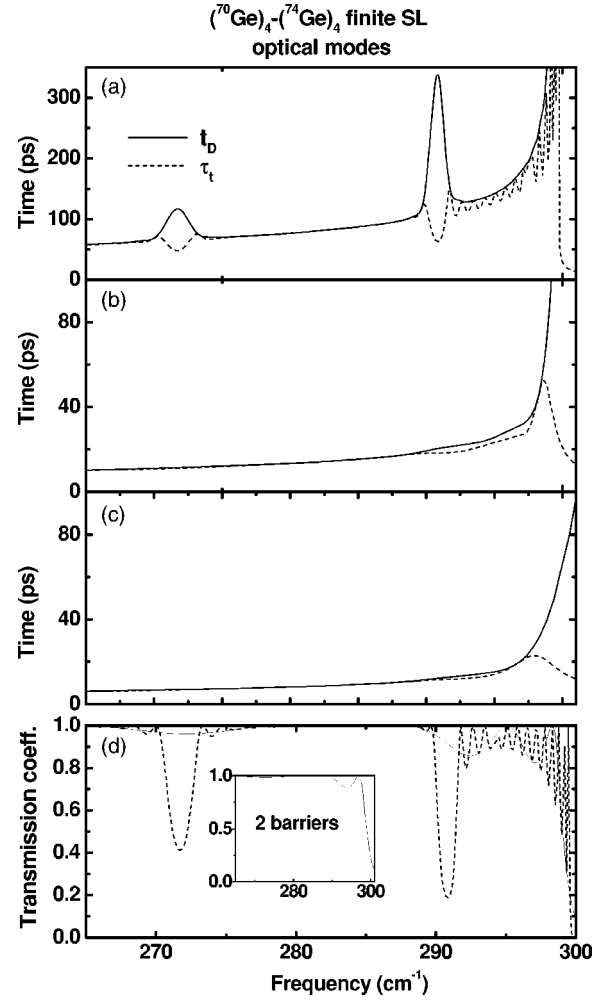 (⁷⁰Ge)₄-(⁷⁴Ge)₄ finite SL
optical modes
(a)
300
200
100
0
Time (ps)
t_D
τ_t
(b)
80
40
0
Time (ps)
(c)
80
40
0
Time (ps)
(d)
1.0
0.8
0.6
0.4
0.2
0.0
Transmission coeff.
1.0
0.5
0.0
2 barriers
280
300
270
280
290
300
Frequency (cm⁻¹)